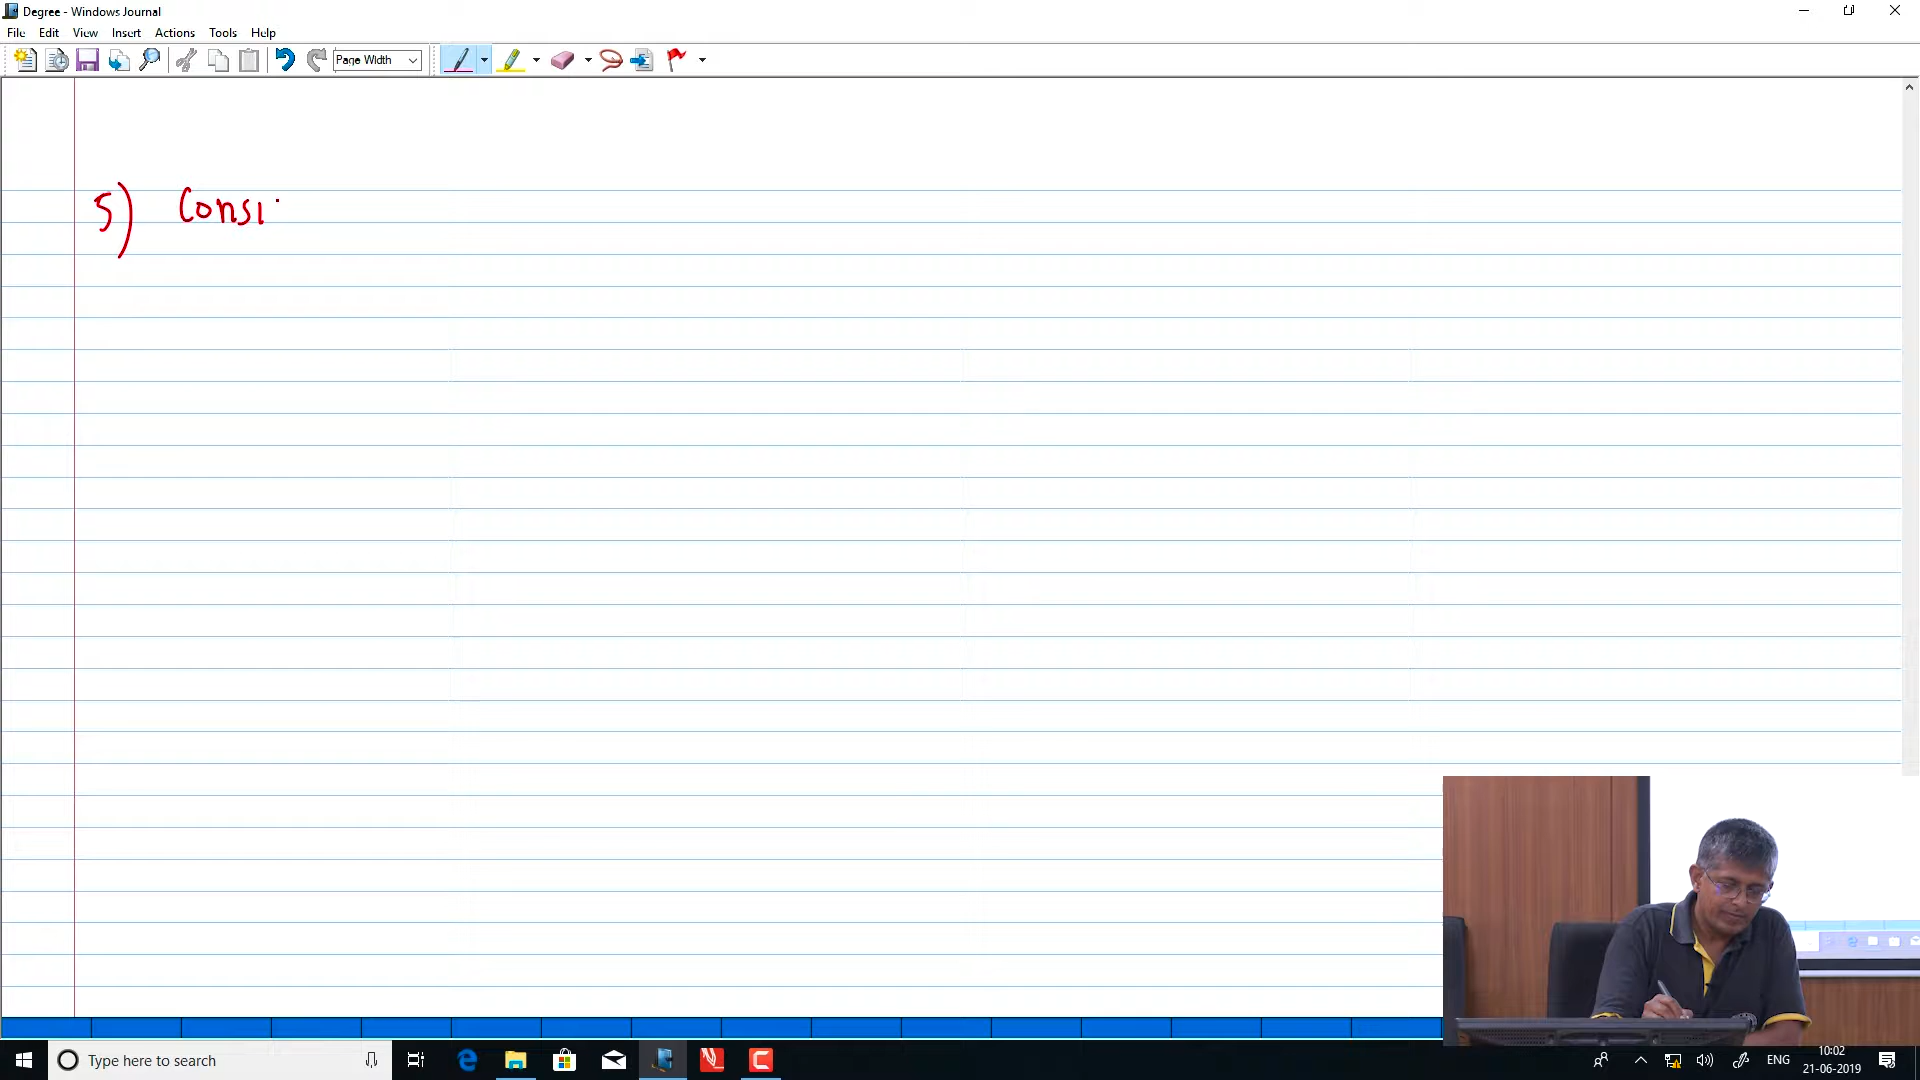 Degree - Windows Journal
File Edit View Insert Actions Tools Help
Page Width
5) Consi
Type here to search
ENG
10:02
21-06-2019